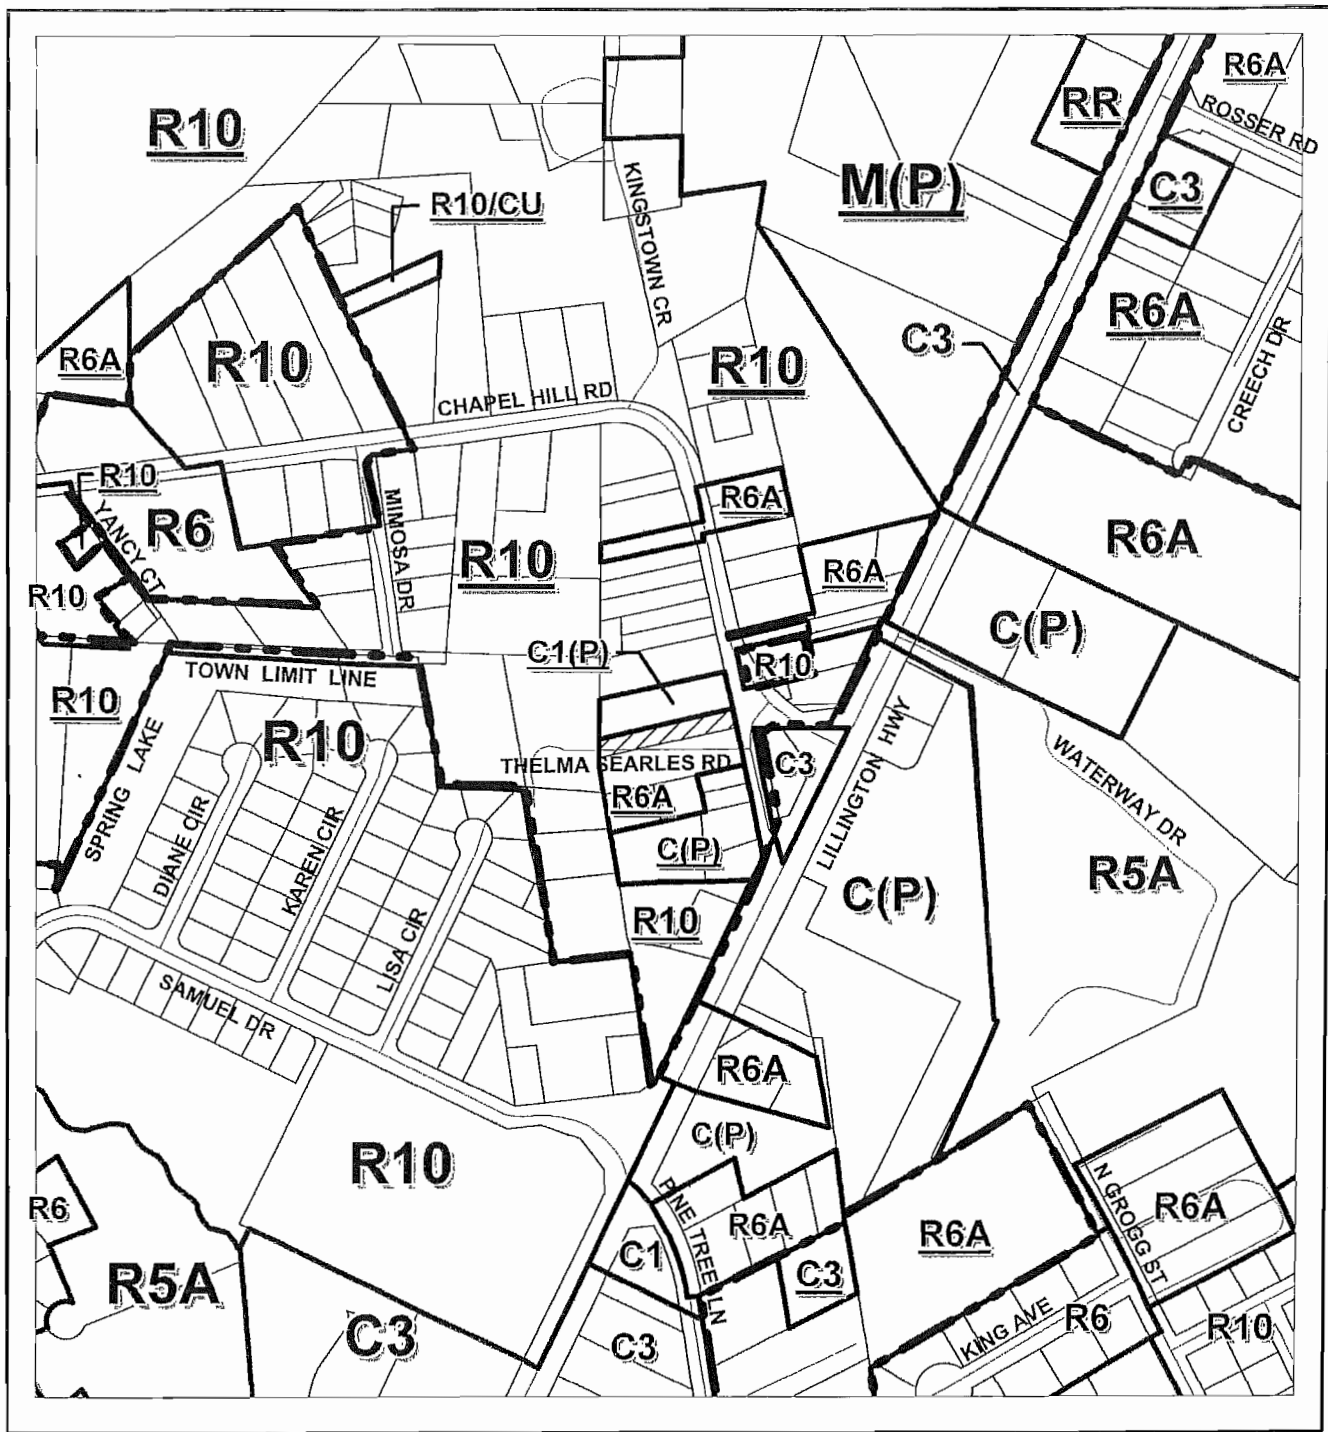 R6A
ROSSER RD
RR
R10
C3
M(P)
R10/CU
KINGSTOWN CR
R6A
CREECH DR
C3
R6A
R10
R10
CHAPEL HILL RD
R10
R6A
R6
YANCY CT
MIMOSA DR
R10
R6A
R6A
C(P)
R10
C1(P)
R10
TOWN LIMIT LINE
R10
SPRING LAKE
R10
LILLINGTON HWY
WATERWAY DR
THELMA SEARLES RD
C3
R6A
DIANE CIR
KAREN CIR
LISA CIR
C(P)
C(P)
R5A
R10
SAMUEL DR
R6A
C(P)
R10
PINE TREE LN
N GROGG ST
R6
R6A
R6A
R6A
C1
C3
R5A
C3
C3
KING AVE
R6
R10